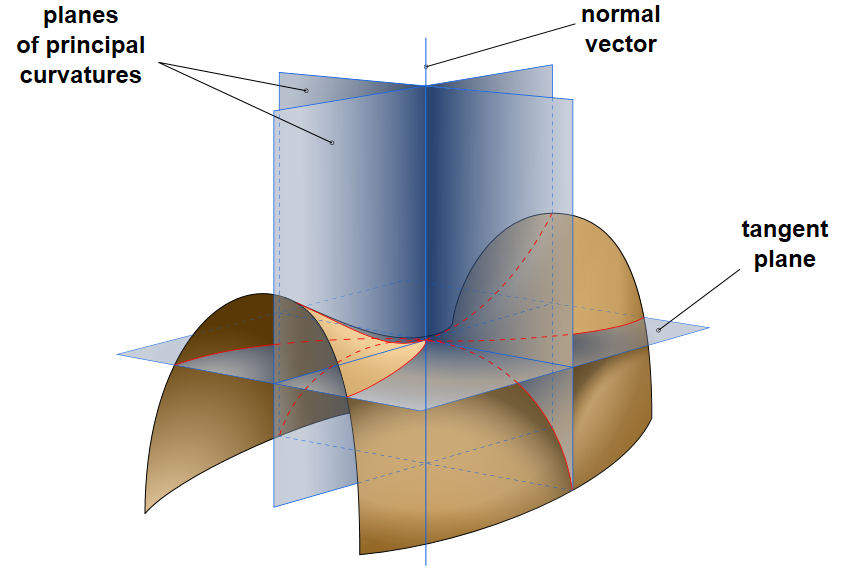 planes
of principal
curvatures
normal
vector
tangent
plane